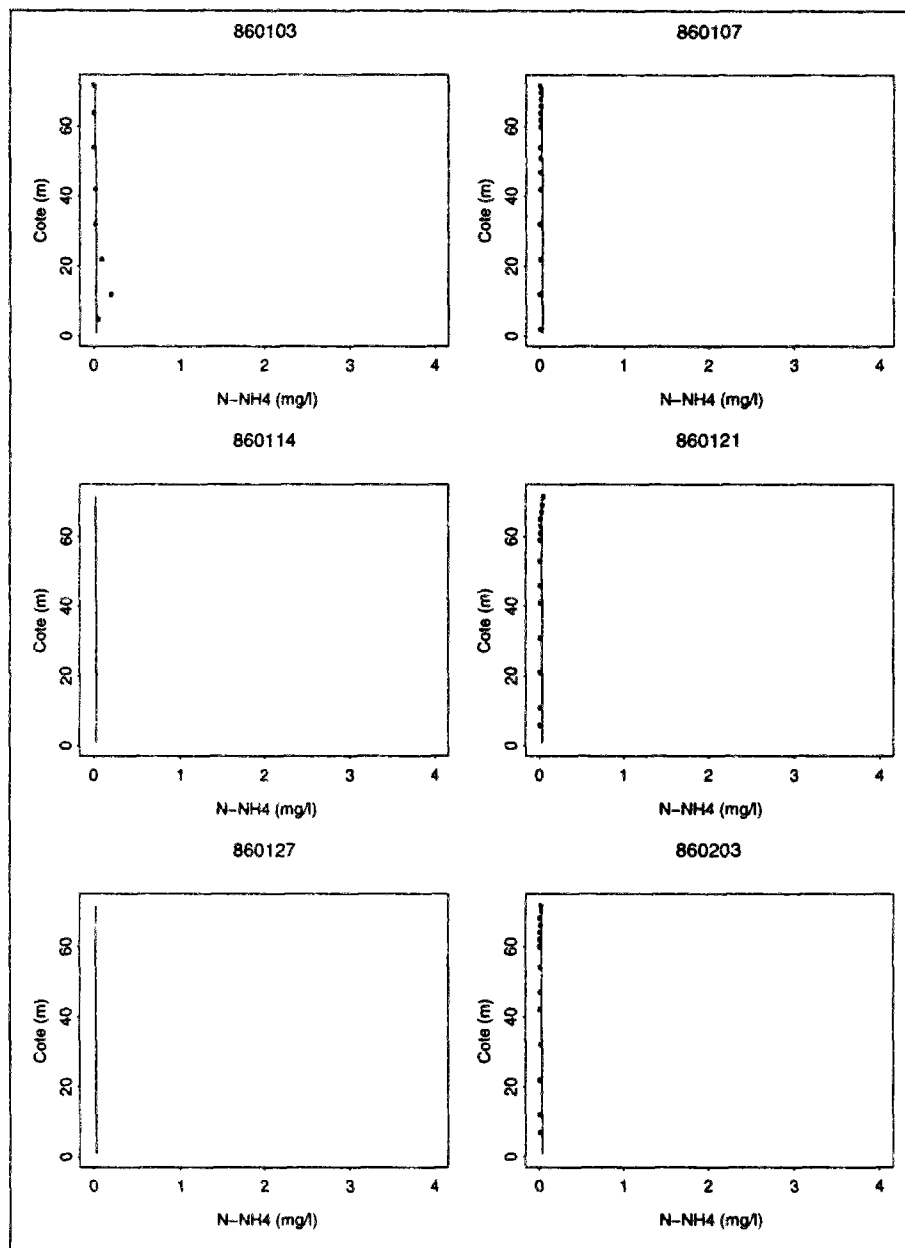 860103
860107
60
40
20
0
Cote (m)
0 1 2 3 4
N-NH4 (mg/l)
60
40
20
0
Cote (m)
0 1 2 3 4
N-NH4 (mg/l)
860114
860121
60
40
20
0
Cote (m)
0 1 2 3 4
N-NH4 (mg/l)
60
40
20
0
Cote (m)
0 1 2 3 4
N-NH4 (mg/l)
860127
860203
60
40
20
0
Cote (m)
0 1 2 3 4
N-NH4 (mg/l)
60
40
20
0
Cote (m)
0 1 2 3 4
N-NH4 (mg/l)